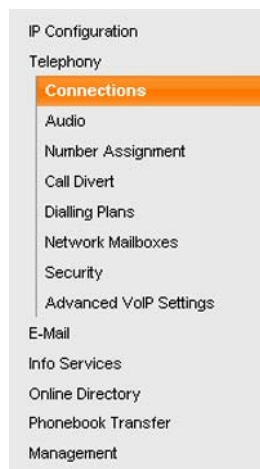 IP Configuration
Telephony
Connections
Audio
Number Assignment
Call Divert
Dialling Plans
Network Mailboxes
Security
Advanced VoIP Settings
E-Mail
Info Services
Online Directory
Phonebook Transfer
Management